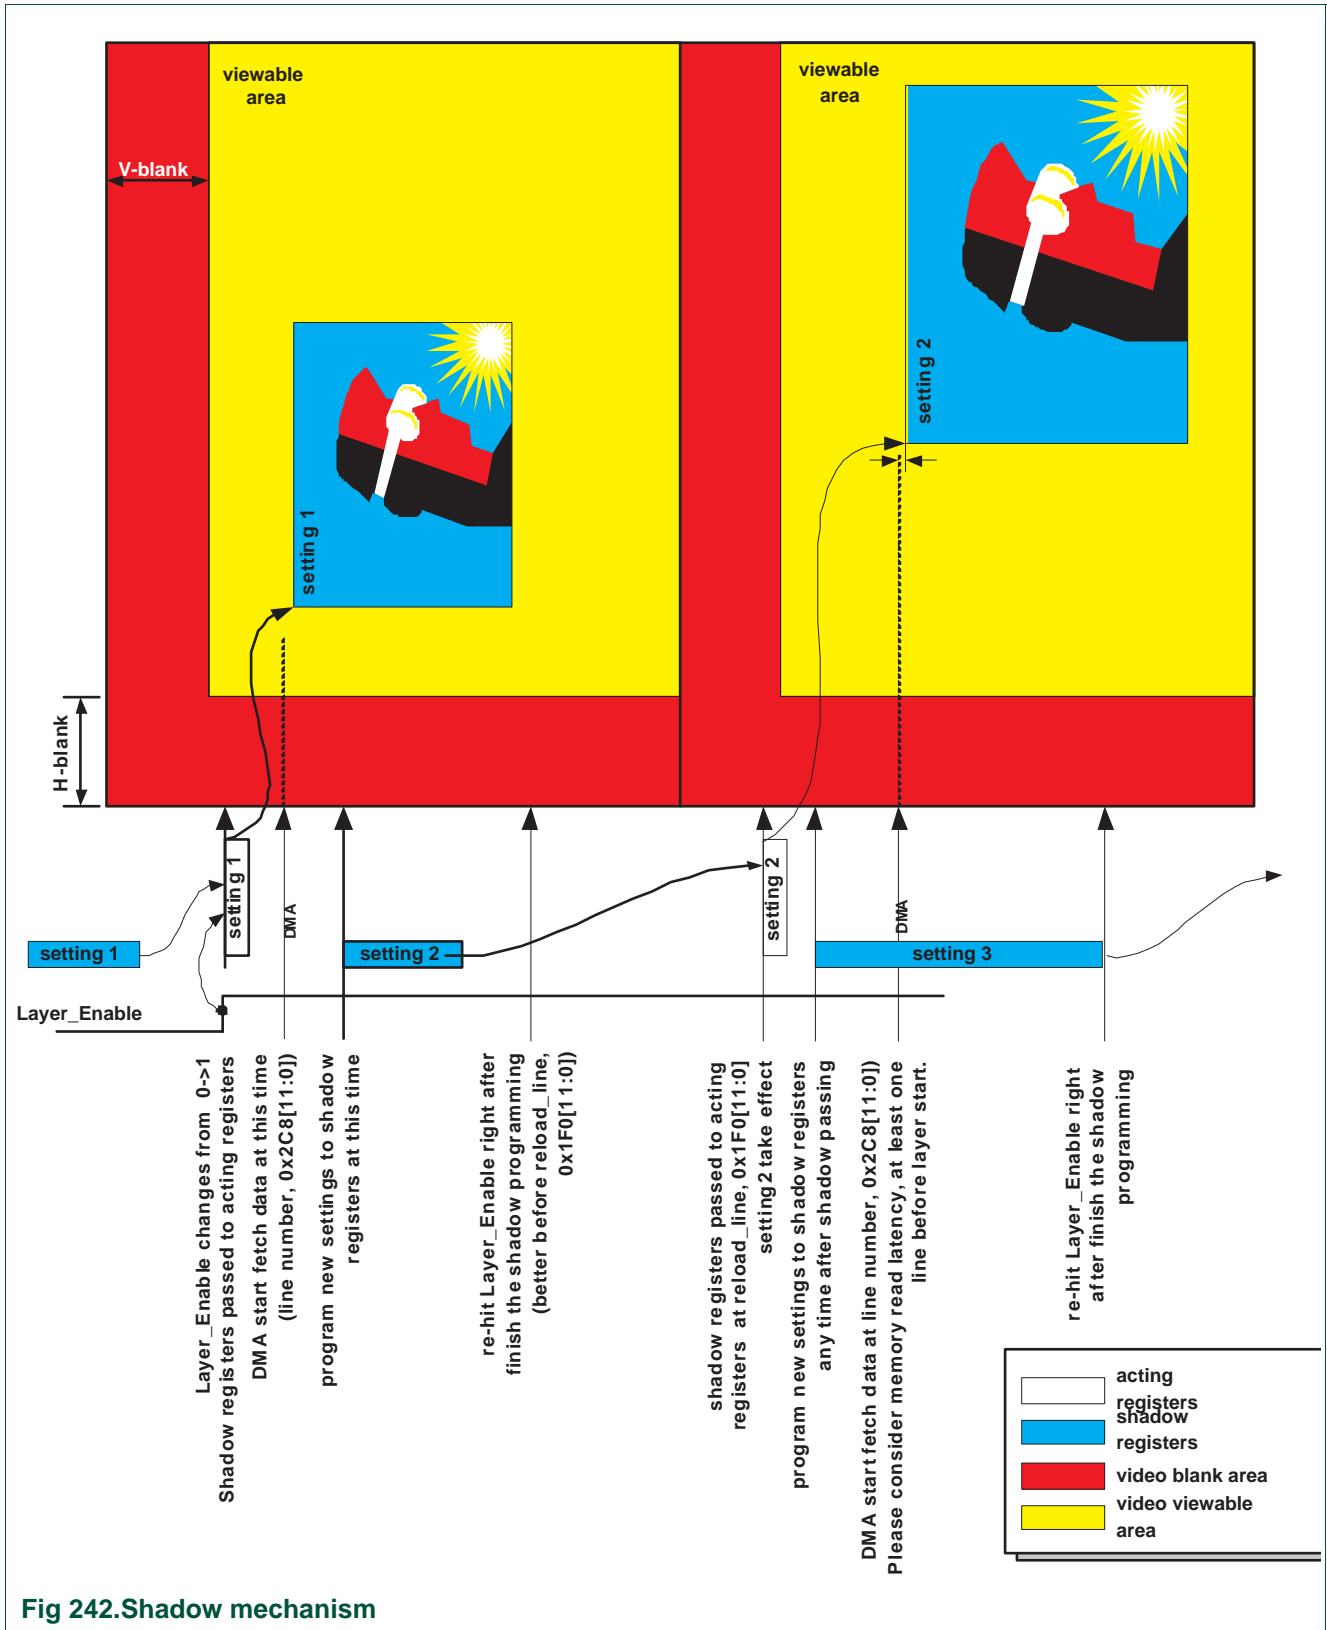 viewable
area
viewable
area
V-blank
setting 2
setting 1
H-blank
setting 1
setting 2
DMA
DMA
setting 1
setting 2
setting 3
Layer_Enable
Layer_Enable changes from 0->1
Shadow registers passed to acting registers
DMA start fetch data at this time
(line number, 0x2C8[11:0])
program new settings to shadow
registers at this time
re-hit Layer_Enable right after
finish the shadow programming
(better before reload_line,
0x1F0[11:0])
shadow registers passed to acting
registers at reload_line, 0x1F0[11:0]
setting2 take effect
program new settings to shadow registers
any time after shadow passing
DMA start fetch data at line number, 0x2C8[11:0])
Please consider memory read latency, at least one
line before layer start.
re-hit Layer_Enable right
after finish the shadow
programming
acting
registers
shadow
registers
video blank area
video viewable
area
Fig 242.Shadow mechanism